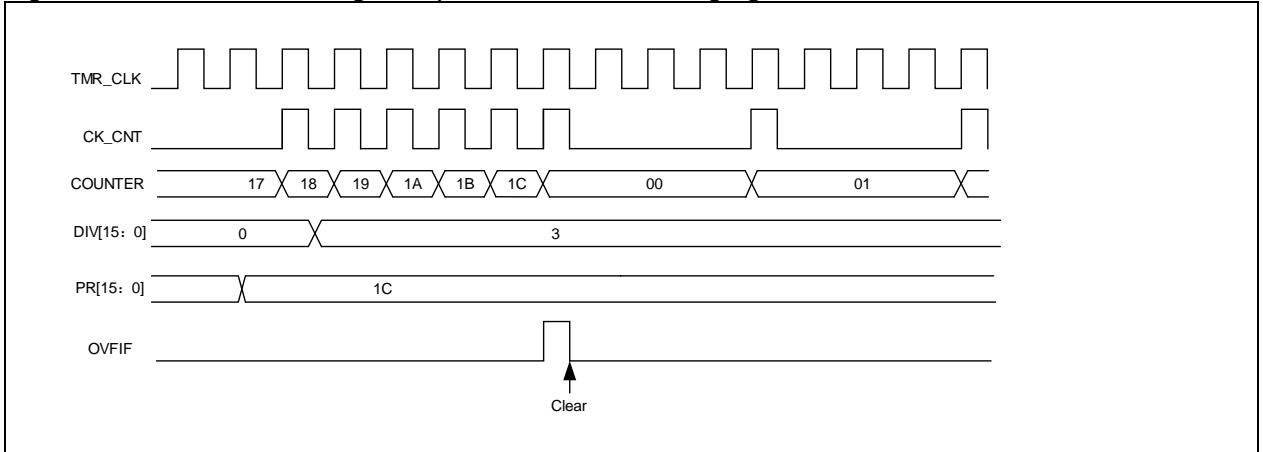 TMR_CLK
CK_CNT
COUNTER 17 18 19 1A 1B 1C 00 01
DIV[15：0] 0 3
PR[15：0] 1C
OVFIF
Clear